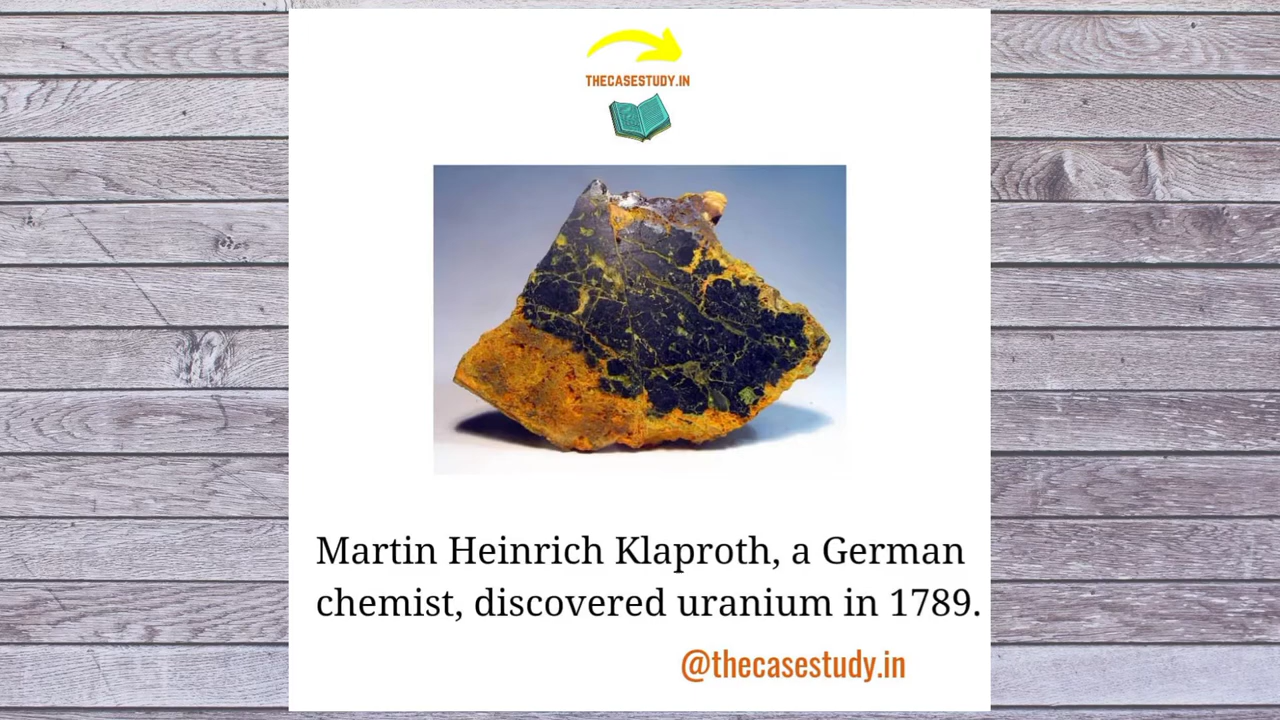 THECASESTUDY.IN
Martin Heinrich Klaproth, a German
chemist, discovered uranium in 1789.
@thecasestudy.in